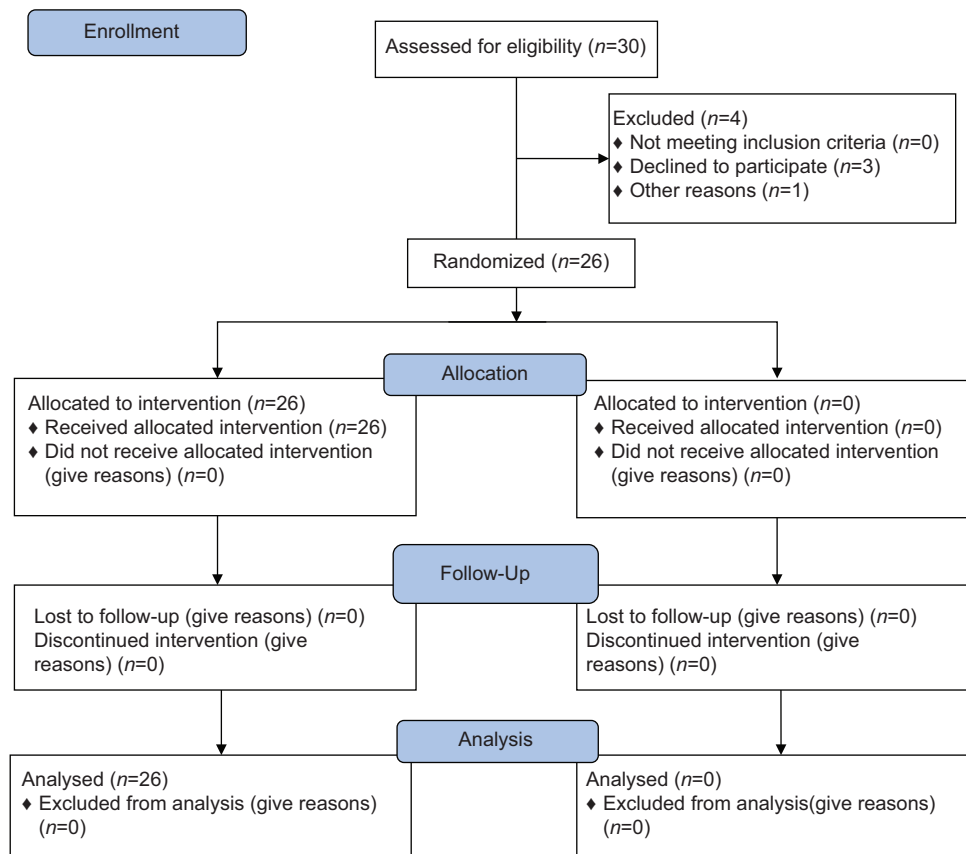 Enrollment
Assessed for eligibility (n=30)
Excluded (n=4)
♦ Not meeting inclusion criteria (n=0)
♦ Declined to participate (n=3)
♦ Other reasons (n=1)
Randomized (n=26)
Allocation
Allocated to intervention (n=26)
♦ Received allocated intervention (n=26)
♦ Did not receive allocated intervention
(give reasons) (n=0)
Allocated to intervention (n=0)
♦ Received allocated intervention (n=0)
♦ Did not receive allocated intervention
(give reasons) (n=0)
Follow-Up
Lost to follow-up (give reasons) (n=0)
Discontinued intervention (give
reasons) (n=0)
Lost to follow-up (give reasons) (n=0)
Discontinued intervention (give
reasons) (n=0)
Analysis
Analysed (n=26)
♦ Excluded from analysis (give reasons)
(n=0)
Analysed (n=0)
♦ Excluded from analysis(give reasons)
(n=0)